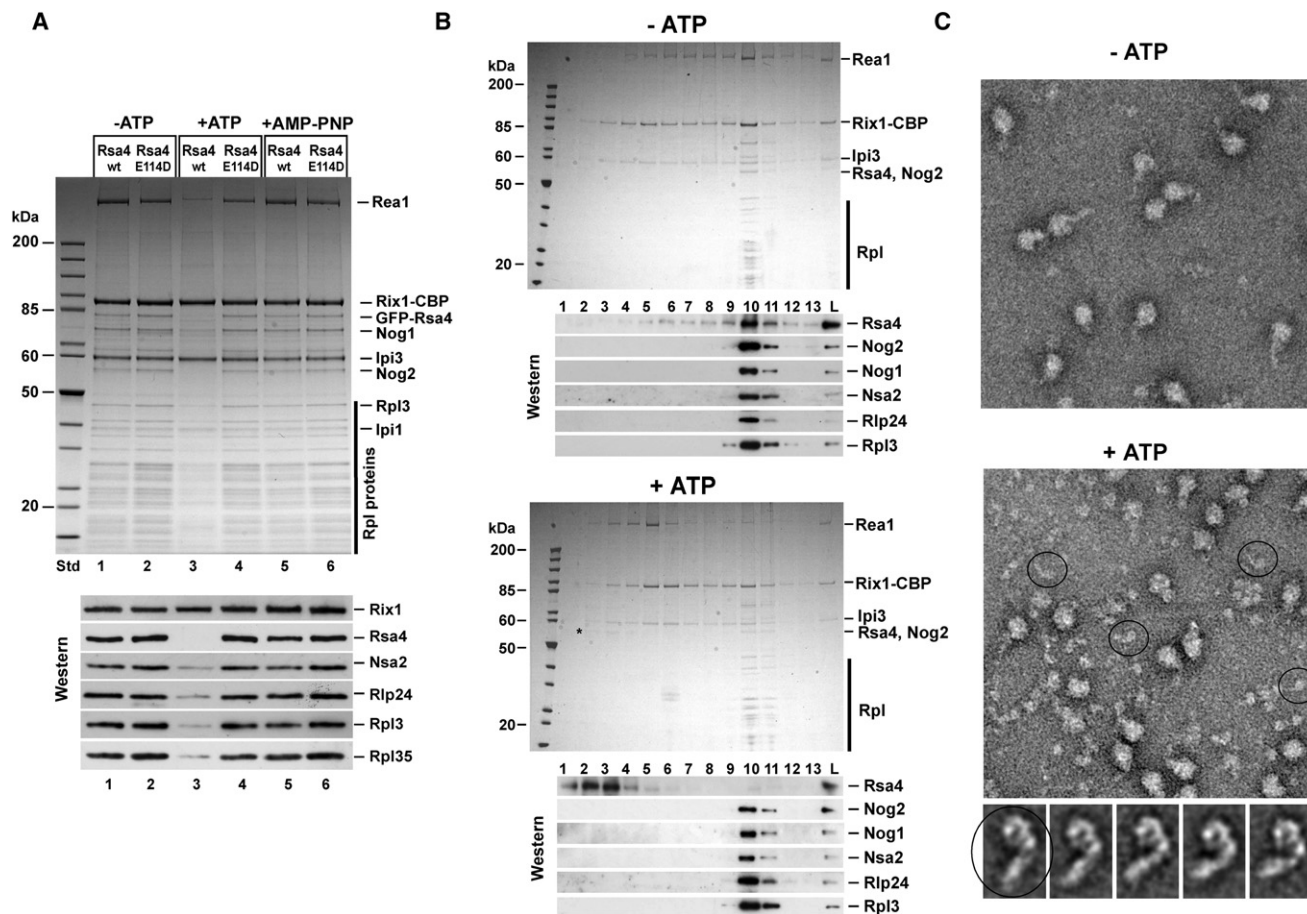 A
-ATP +ATP +AMP-PNP
Rsa4 wt
Rsa4 E114D
Rsa4 wt
Rsa4 E114D
Rsa4 wt
Rsa4 E114D
kDa
200
85
60
50
20
Rea1
Rix1-CBP
GFP-Rsa4
Nog1
Ipi3
Nog2
Rpl3
Ipi1
Rpl proteins
Std 1 2 3 4 5 6
Western
Rix1
Rsa4
Nsa2
Rlp24
Rpl3
Rpl35
1 2 3 4 5 6
B
- ATP
kDa
200
85
60
50
20
Rea1
Rix1-CBP
Ipi3
Rsa4, Nog2
Rpl
1 2 3 4 5 6 7 8 9 10 11 12 13 L
Western
Rsa4
Nog2
Nog1
Nsa2
Rlp24
Rpl3
+ ATP
kDa
200
85
60
50
20
*
Rea1
Rix1-CBP
Ipi3
Rsa4, Nog2
Rpl
1 2 3 4 5 6 7 8 9 10 11 12 13 L
Western
Rsa4
Nog2
Nog1
Nsa2
Rlp24
Rpl3
C
- ATP
+ ATP